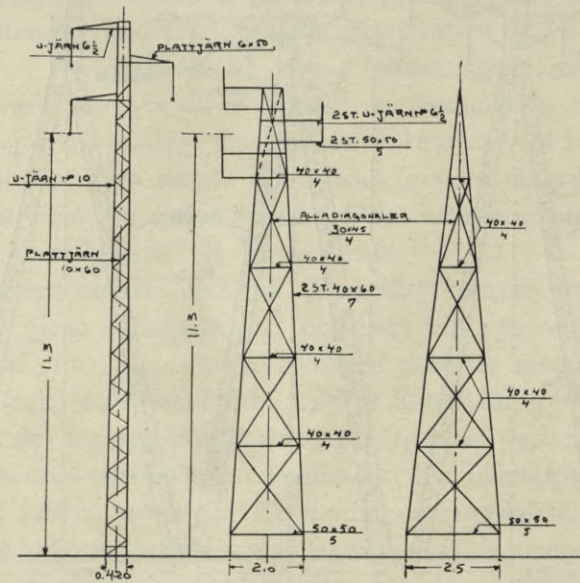 U-JÄRN 6½
PLATTJÄRN 6×50
U-JÄRN Nº 10
PLATTJÄRN
10×60
11 M
0.420
11 M
2 ST. U-JÄRN Nº 6½
2 ST. 50×50
5
40×40
4
ALLA DIAGONALER
30×45
4
40×40
4
2 ST. 40×60
7
40×40
4
40×40
4
50×50
5
2.0
40×40
4
40×40
4
50×50
5
2.5